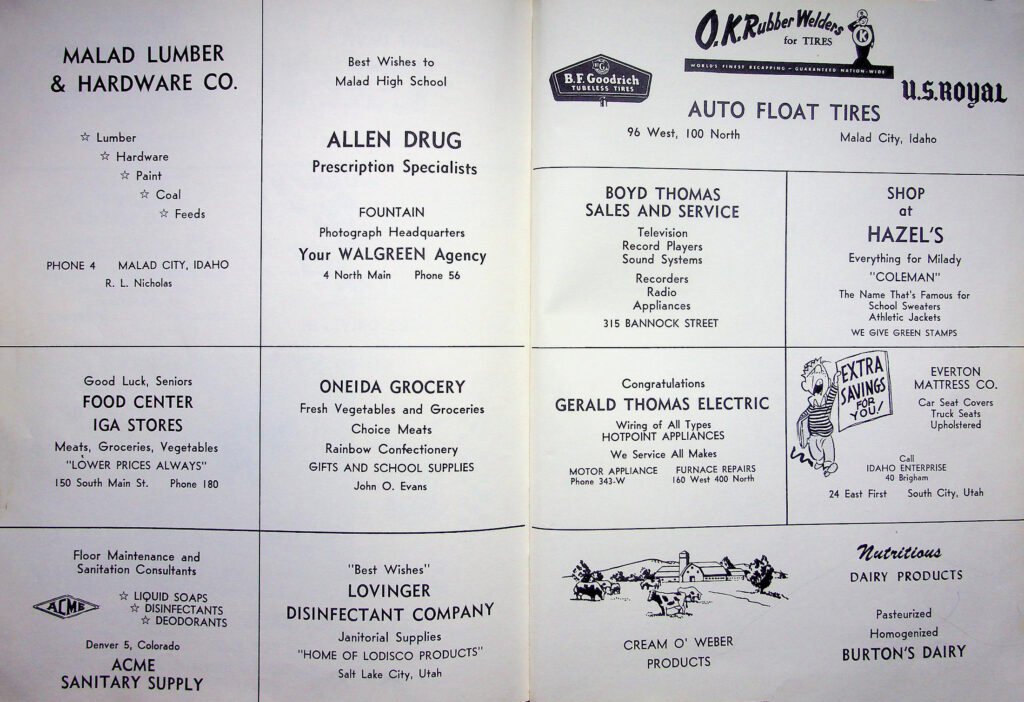 MALAD LUMBER
& HARDWARE CO.
☆ Lumber
☆ Hardware
☆ Paint
☆ Coal
☆ Feeds
PHONE 4 MALAD CITY, IDAHO
R. L. Nicholas
Best Wishes to
Malad High School
ALLEN DRUG
Prescription Specialists
FOUNTAIN
Photograph Headquarters
Your WALGREEN Agency
4 North Main Phone 56
Good Luck, Seniors
FOOD CENTER
IGA STORES
Meats, Groceries, Vegetables
"LOWER PRICES ALWAYS"
150 South Main St. Phone 180
ONEIDA GROCERY
Fresh Vegetables and Groceries
Choice Meats
Rainbow Confectionery
GIFTS AND SCHOOL SUPPLIES
John O. Evans
Floor Maintenance and
Sanitation Consultants
ACME
☆ LIQUID SOAPS
☆ DISINFECTANTS
☆ DEODORANTS
Denver 5, Colorado
ACME
SANITARY SUPPLY
"Best Wishes"
LOVINGER
DISINFECTANT COMPANY
Janitorial Supplies
"HOME OF LODISCO PRODUCTS"
Salt Lake City, Utah
O.K. Rubber Welders
for TIRES
K
WORLD'S FINEST RECAPPING - GUARANTEED NATION-WIDE
B.F. Goodrich
TUBELESS TIRES
U.S. ROYAL
AUTO FLOAT TIRES
96 West, 100 North Malad City, Idaho
BOYD THOMAS
SALES AND SERVICE
Television
Record Players
Sound Systems
Recorders
Radio
Appliances
315 BANNOCK STREET
SHOP
at
HAZEL'S
Everything for Milady
"COLEMAN"
The Name That's Famous for
School Sweaters
Athletic Jackets
WE GIVE GREEN STAMPS
Congratulations
GERALD THOMAS ELECTRIC
Wiring of All Types
HOTPOINT APPLIANCES
We Service All Makes
MOTOR APPLIANCE FURNACE REPAIRS
Phone 343-W 160 West 400 North
EXTRA
SAVINGS
FOR
YOU!
EVERTON
MATTRESS CO.
Car Seat Covers
Truck Seats
Upholstered
Call
IDAHO ENTERPRISE
40 Brigham
24 East First South City, Utah
CREAM O' WEBER
PRODUCTS
Nutritious
DAIRY PRODUCTS
Pasteurized
Homogenized
BURTON'S DAIRY